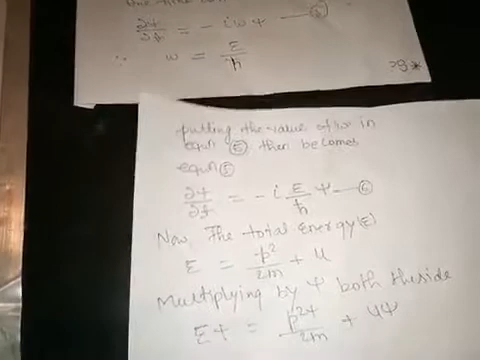 ∂ψ/∂t = - iωψ —— ⑤
∴ ω = E/ħ
putting the value of ω in
equn ⑤ then becomes
equn ⑤
∂ψ/∂t = - i E/ħ ψ —— ⑥
Now, The total Energy (E)
E = p²/2m + U
Multiplying by ψ both the side
Eψ = p²ψ/2m + Uψ